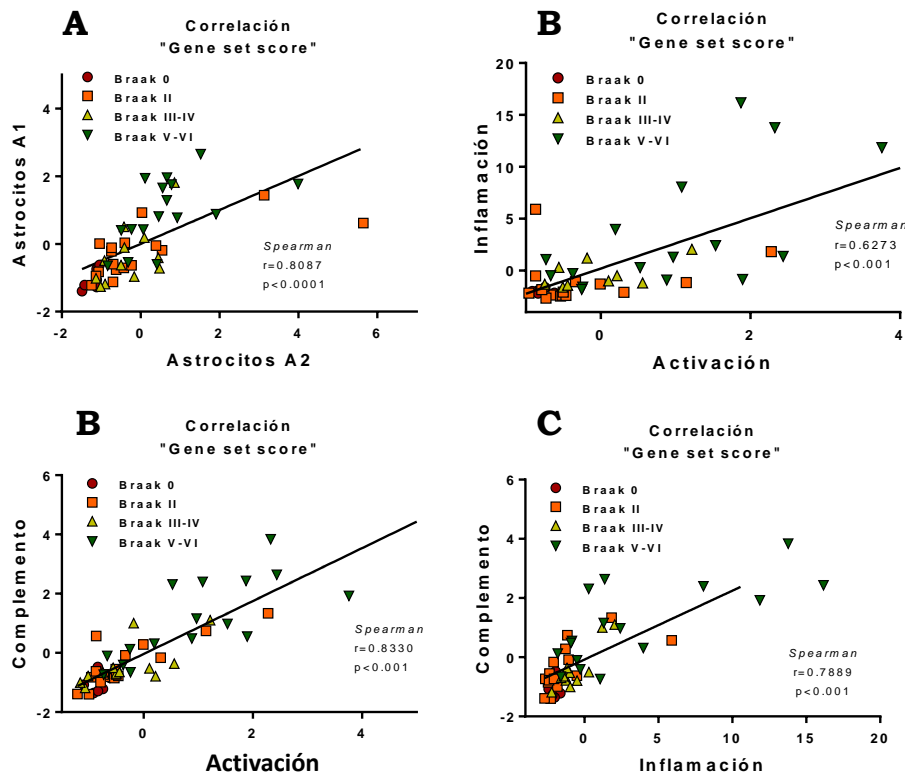 A
Correlación
"Gene set score"
Braak 0
Braak II
Braak III-IV
Braak V-VI
4
2
0
-2
-2
0
2
4
6
Astrocitos A1
Astrocitos A2
Spearman
r=0.8087
p<0.0001
B
Correlación
"Gene set score"
Braak 0
Braak II
Braak III-IV
Braak V-VI
20
15
10
5
0
0
2
4
Inflamación
Activación
Spearman
r=0.6273
p<0.001
B
Correlación
"Gene set score"
Braak 0
Braak II
Braak III-IV
Braak V-VI
6
4
2
0
-2
0
2
4
Complemento
Activación
Spearman
r=0.8330
p<0.001
C
Correlación
"Gene set score"
Braak 0
Braak II
Braak III-IV
Braak V-VI
6
4
2
0
-2
0
5
10
15
20
Complemento
Inflamación
Spearman
r=0.7889
p<0.001